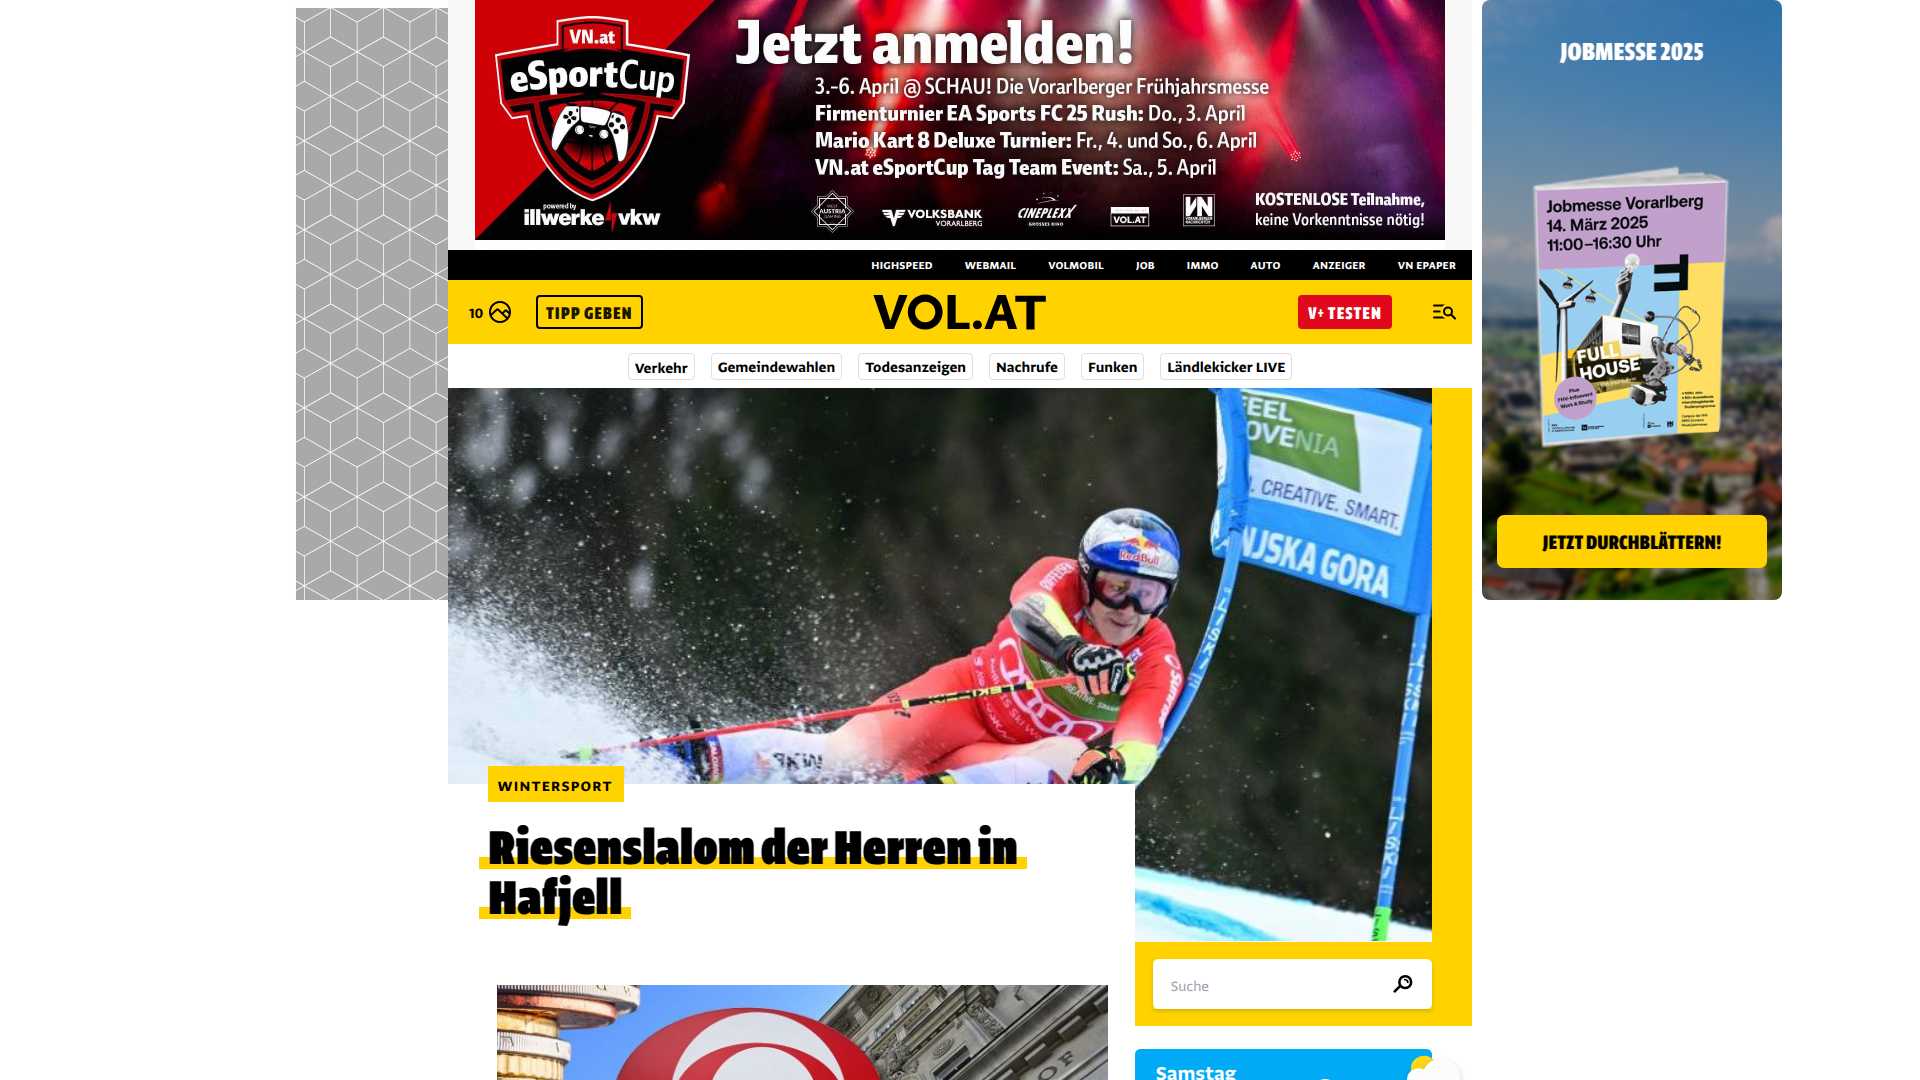 VN.at
eSportCup
powered by
illwerke vkw
Jetzt anmelden!
3.-6. April @ SCHAU! Die Vorarlberger Frühjahrsmesse
Firmenturnier EA Sports FC 25 Rush: Do., 3. April
Mario Kart 8 Deluxe Turnier: Fr., 4. und So., 6. April
VN.at eSportCup Tag Team Event: Sa., 5. April
VOLKSBANK
VORARLBERG
CINEPLEXX
VOL.AT
VN
KOSTENLOSE Teilnahme,
keine Vorkenntnisse nötig!
JOBMESSE 2025
Jobmesse Vorarlberg
14. März 2025
11:00–16:30 Uhr
FULL
HOUSE
JETZT DURCHBLÄTTERN!
HIGHSPEED WEBMAIL VOLMOBIL JOB IMMO AUTO ANZEIGER VN EPAPER
10 TIPP GEBEN VOL.AT V+ TESTEN
Verkehr Gemeindewahlen Todesanzeigen Nachrufe Funken Ländlekicker LIVE
FEEL
OVENIA
CREATIVE. SMART.
NJSKA GORA
Red Bull
WINTERSPORT
Riesenslalom der Herren in
Hafjell
Suche
Samstag